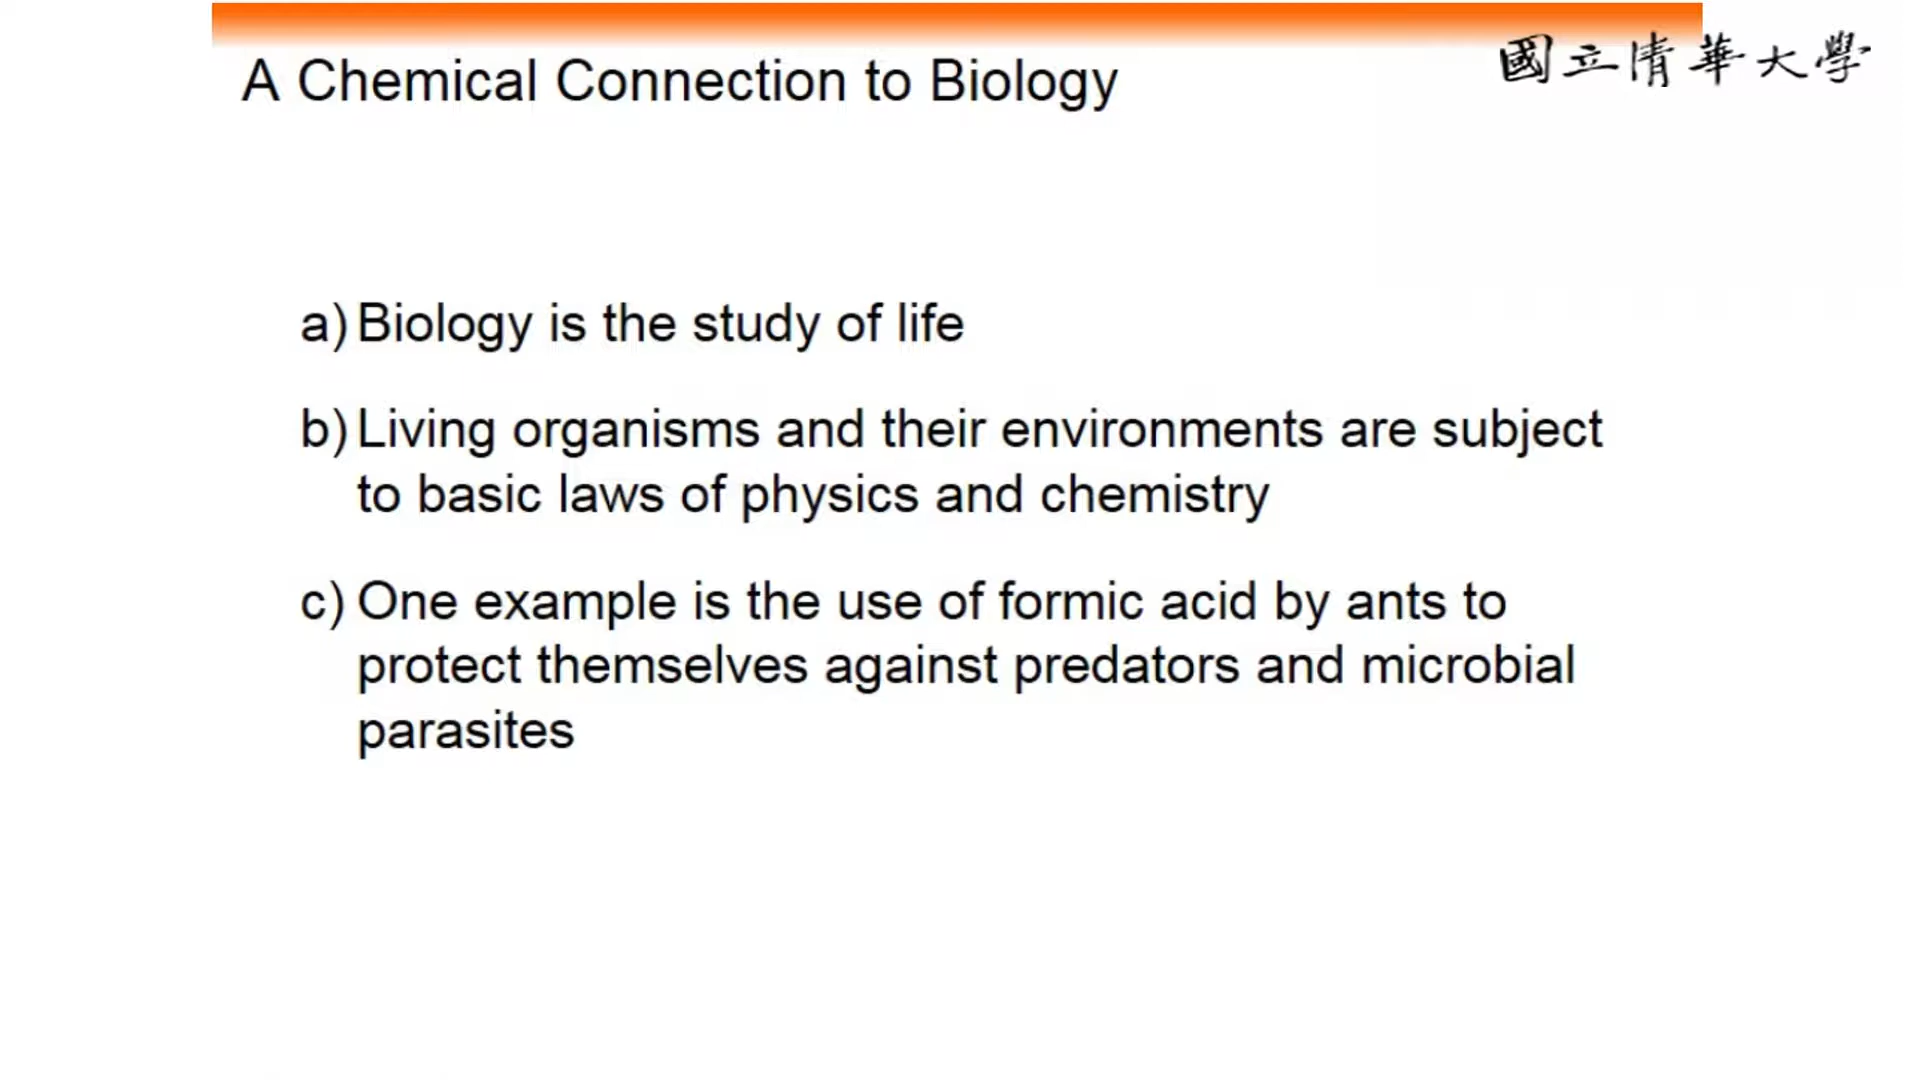 國立清華大學
A Chemical Connection to Biology
a) Biology is the study of life
b) Living organisms and their environments are subject
to basic laws of physics and chemistry
c) One example is the use of formic acid by ants to
protect themselves against predators and microbial
parasites